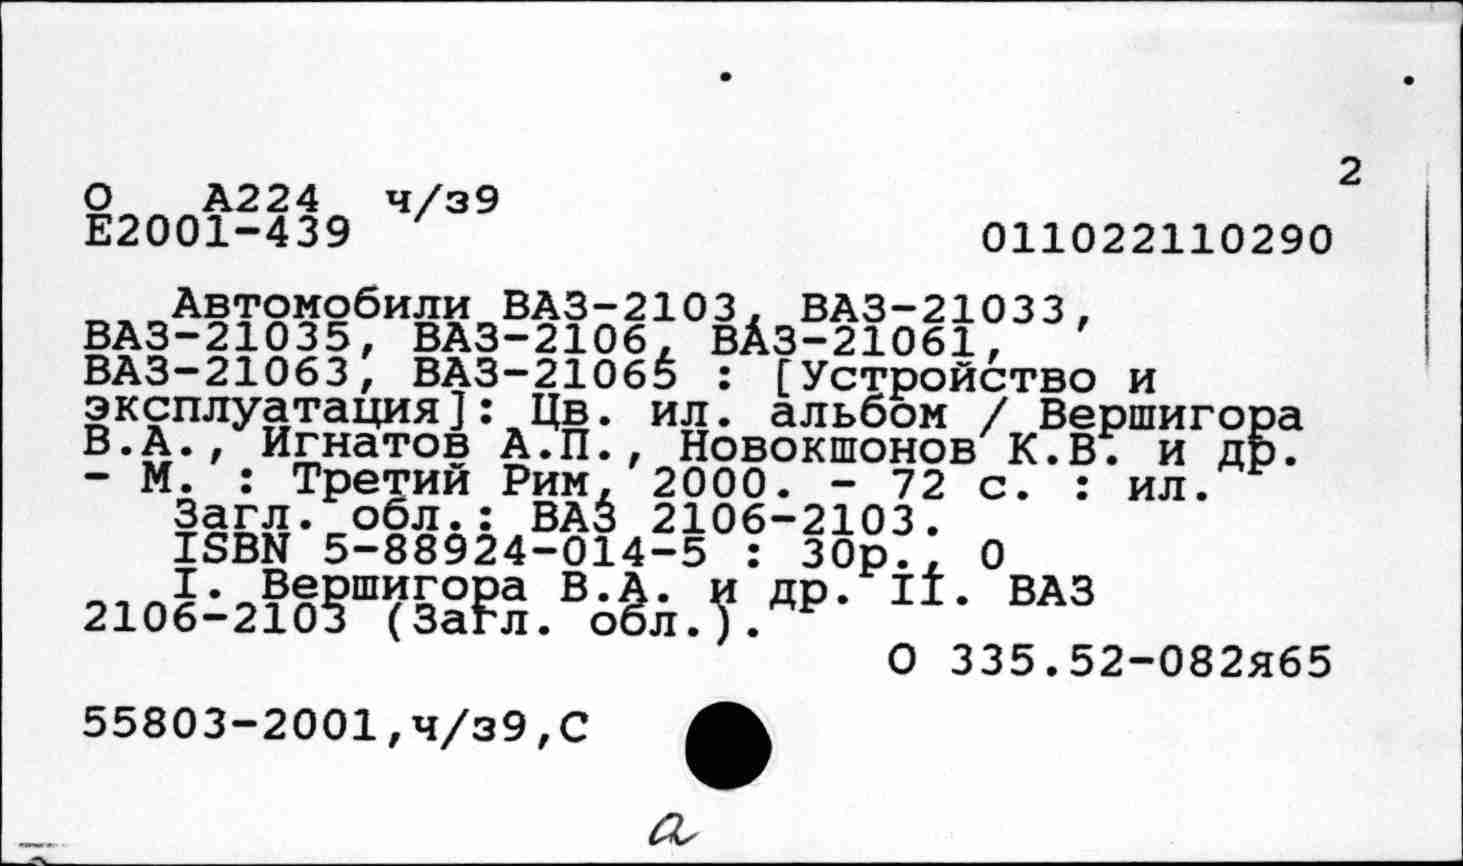 2
О А224 ч/з9
Е2001-439
011022110290
Автомобили ВАЗ-2103, ВАЗ-21033,
ВАЗ-21035, ВАЗ-2106, ВАЗ-21061,
ВАЗ-21063, ВАЗ-21065 : [Устройство и
эксплуатация]: Цв. ил. альбом / Вершигора
В.А., Игнатов А.П., Новокшонов К.В. и др.
- М. : Третий Рим, 2000. - 72 с. : ил.
Загл. обл.: ВАЗ 2106-2103.
ISBN 5-88924-014-5 : 30р., 0
I. Вершигора В.А. и др. II. ВАЗ
2106-2103 (Загл. обл.).
О 335.52-082я65
55803-2001,ч/з9,С
а